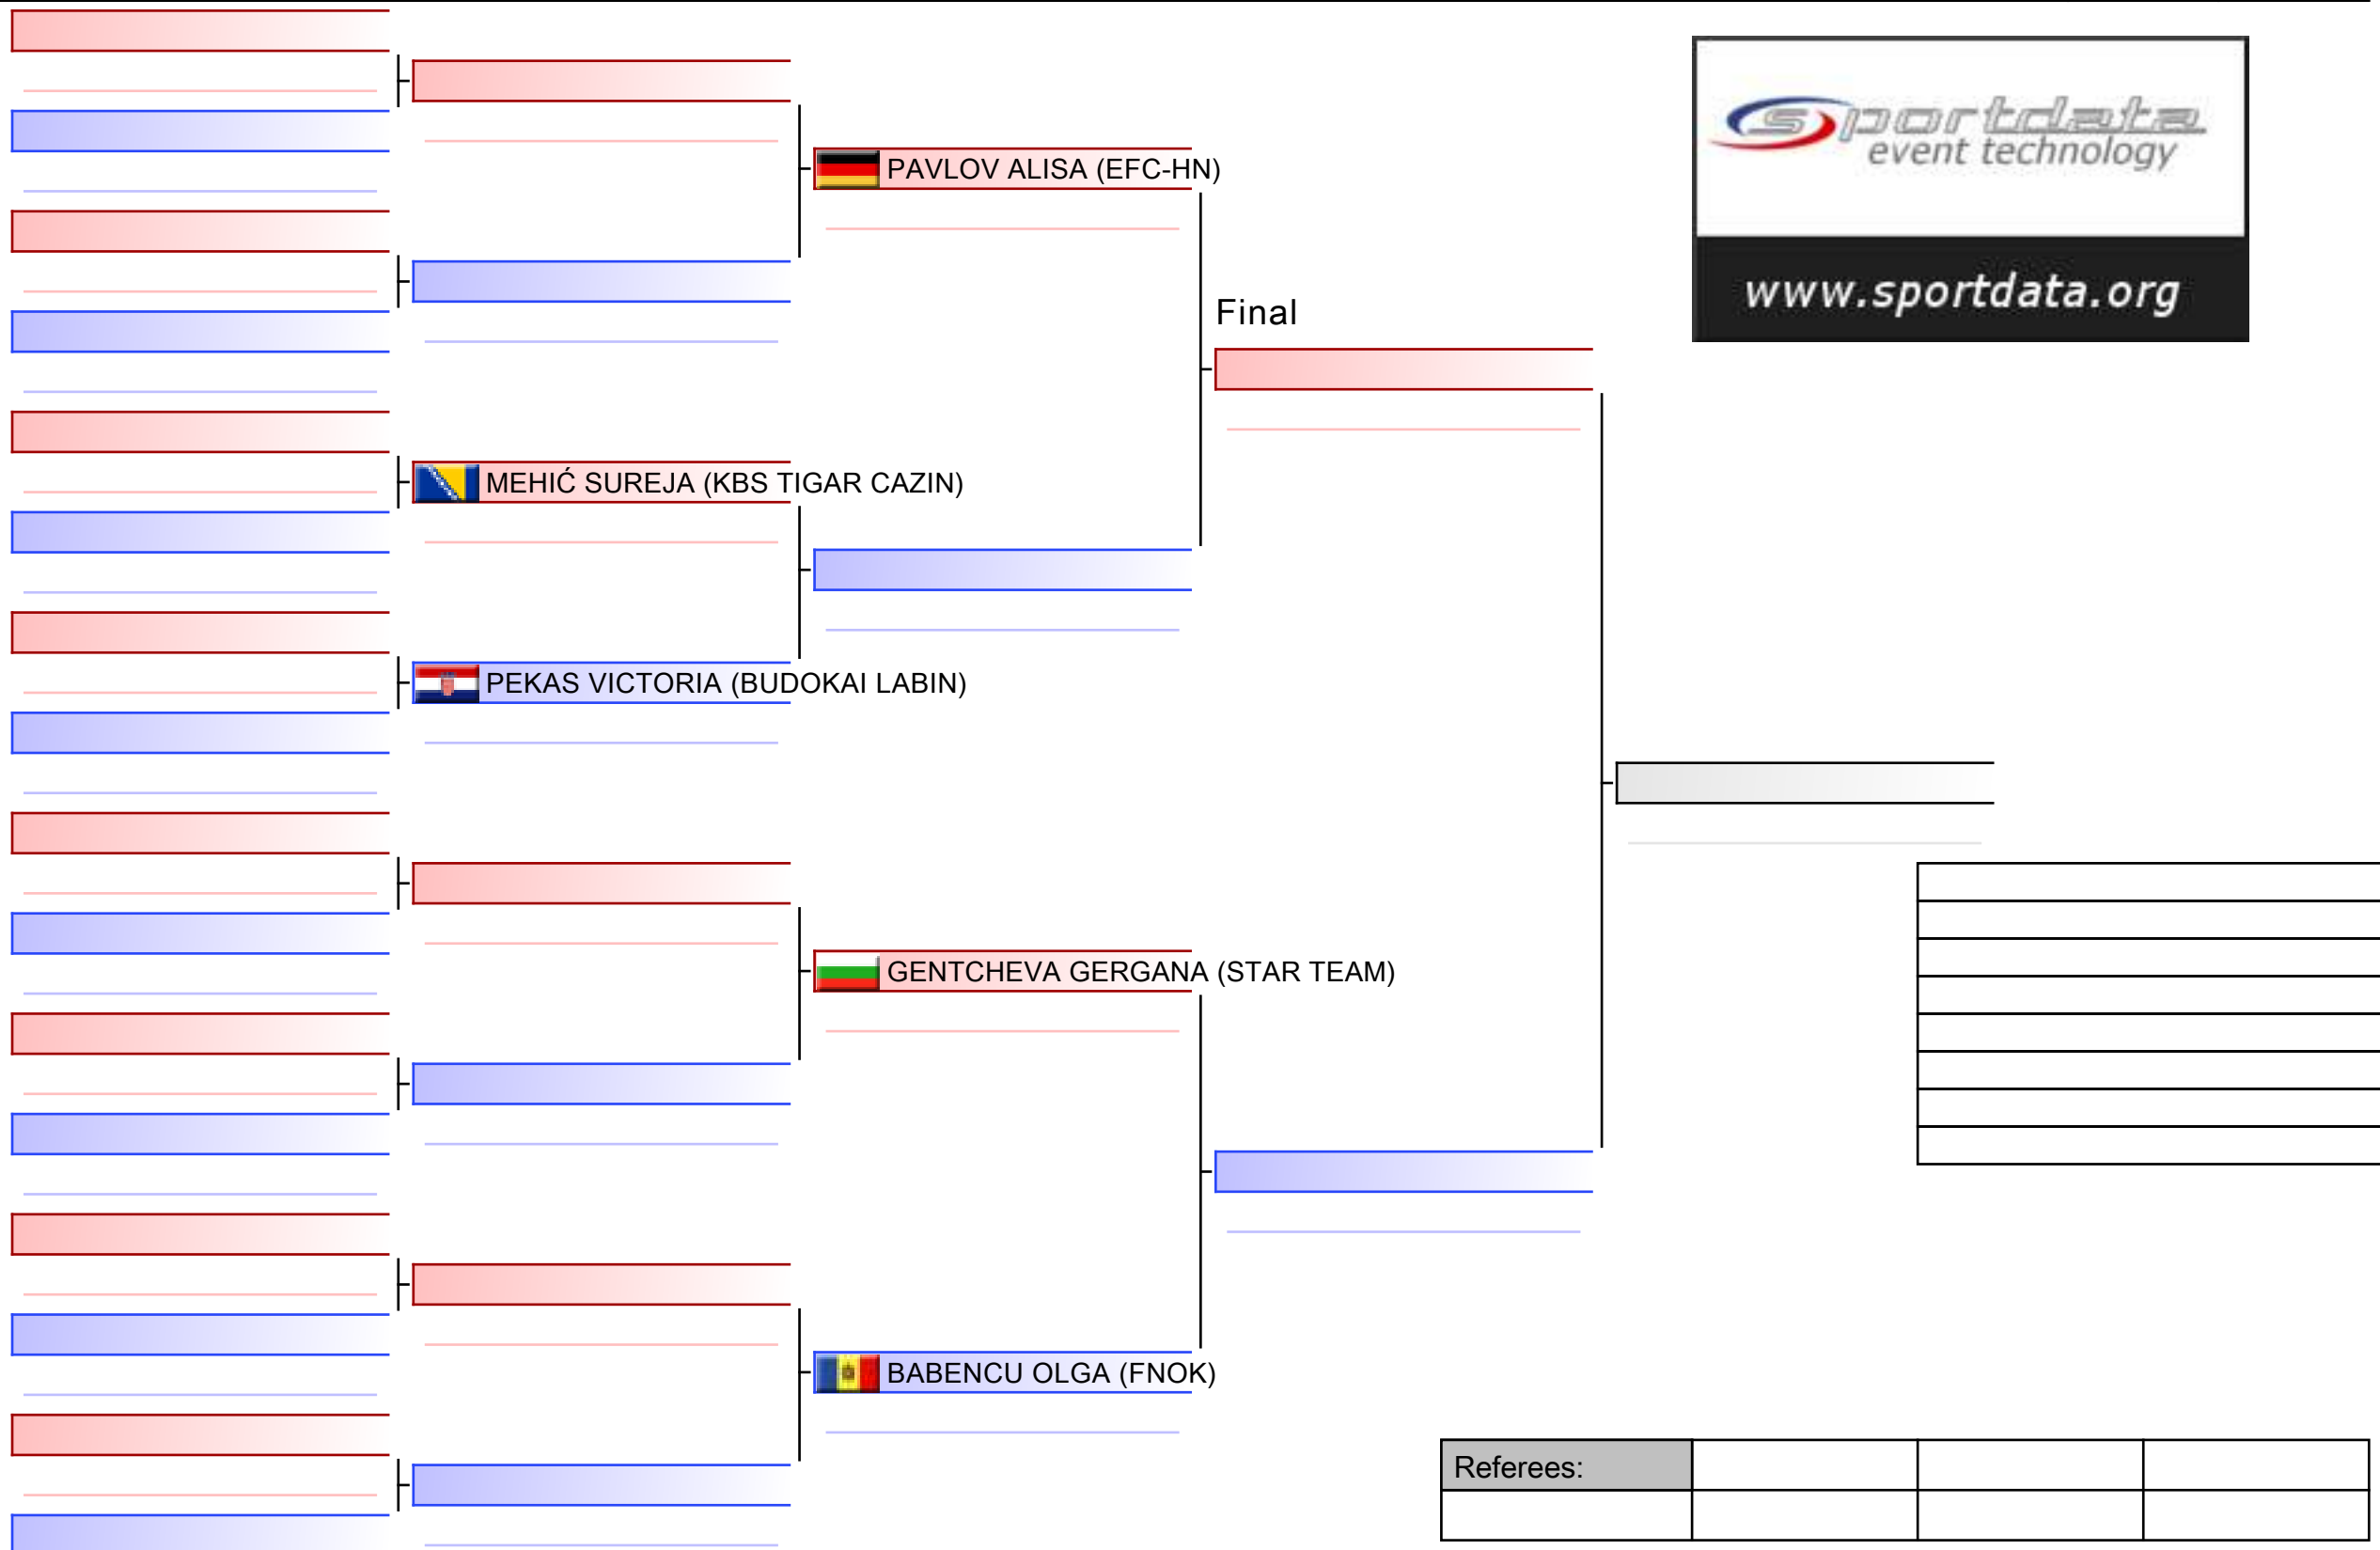 sportdata
event technology
www.sportdata.org
PAVLOV ALISA (EFC-HN)
Final
MEHIĆ SUREJA (KBS TIGAR CAZIN)
PEKAS VICTORIA (BUDOKAI LABIN)
GENTCHEVA GERGANA (STAR TEAM)
BABENCU OLGA (FNOK)
Referees: